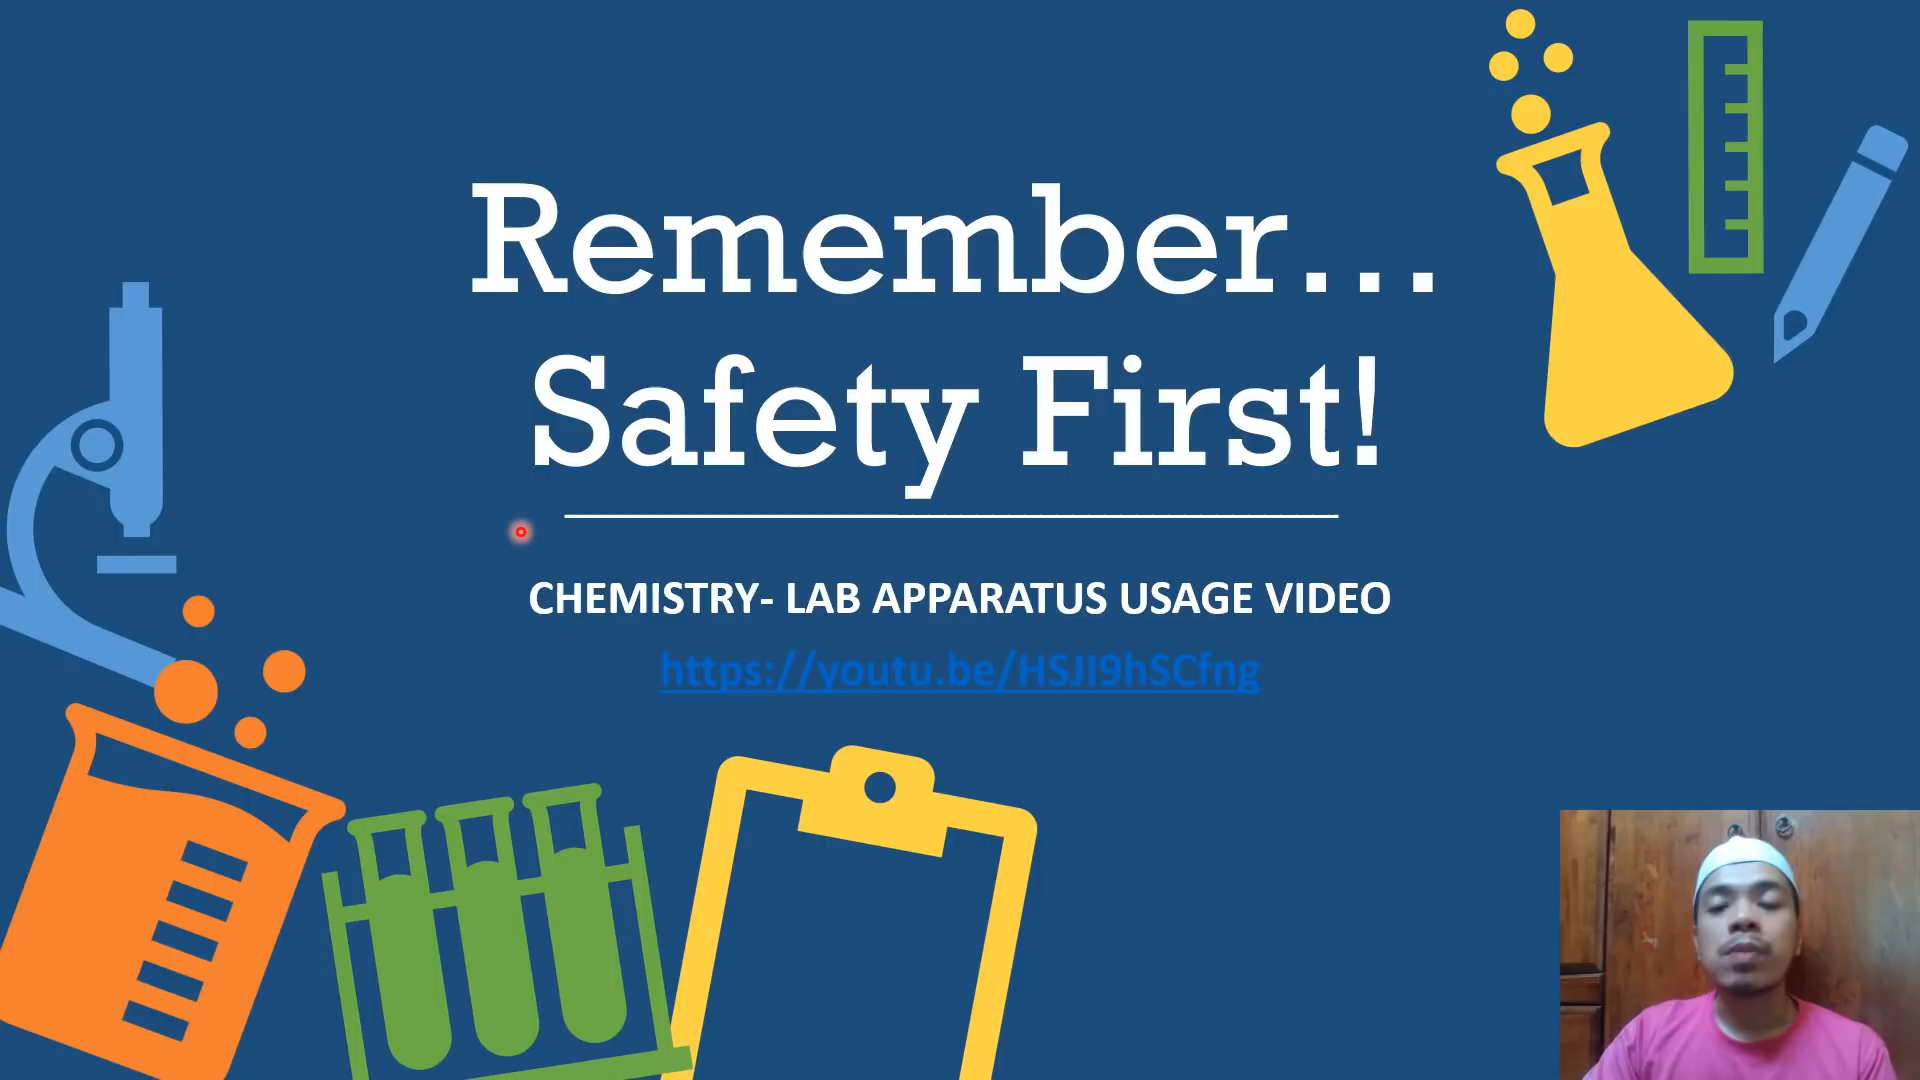 Remember...
Safety First!
CHEMISTRY- LAB APPARATUS USAGE VIDEO
https://youtu.be/HSJI9hSCfng